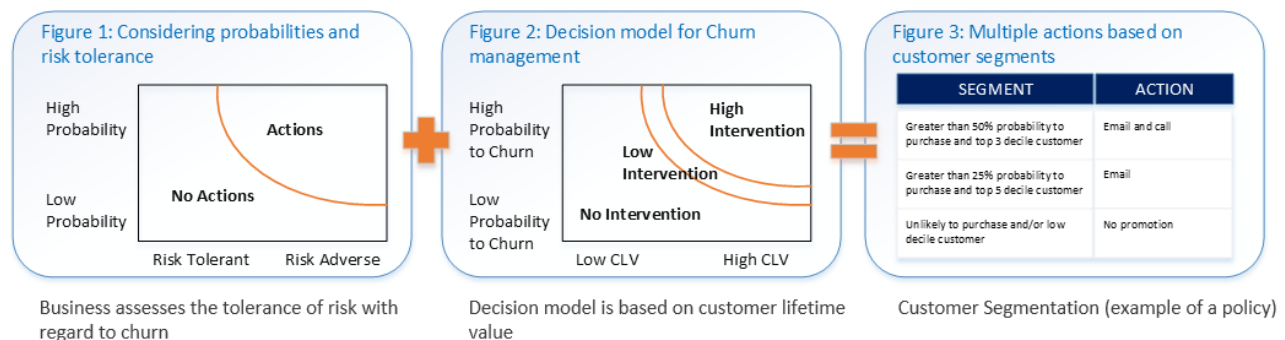 Figure 1: Considering probabilities and
risk tolerance
High
Probability
Actions
No Actions
Low
Probability
Risk Tolerant Risk Adverse
Business assesses the tolerance of risk with
regard to churn
Figure 2: Decision model for Churn
management
High
Probability
to Churn
High
Intervention
Low
Intervention
Low
Probability
to Churn
No Intervention
Low CLV High CLV
Decision model is based on customer lifetime
value
Figure 3: Multiple actions based on
customer segments
SEGMENT ACTION
Greater than 50% probability to Email and call
purchase and top 3 decile customer
Greater than 25% probability to Email
purchase and top 5 decile customer
Unlikely to purchase and/or low No promotion
decile customer
Customer Segmentation (example of a policy)